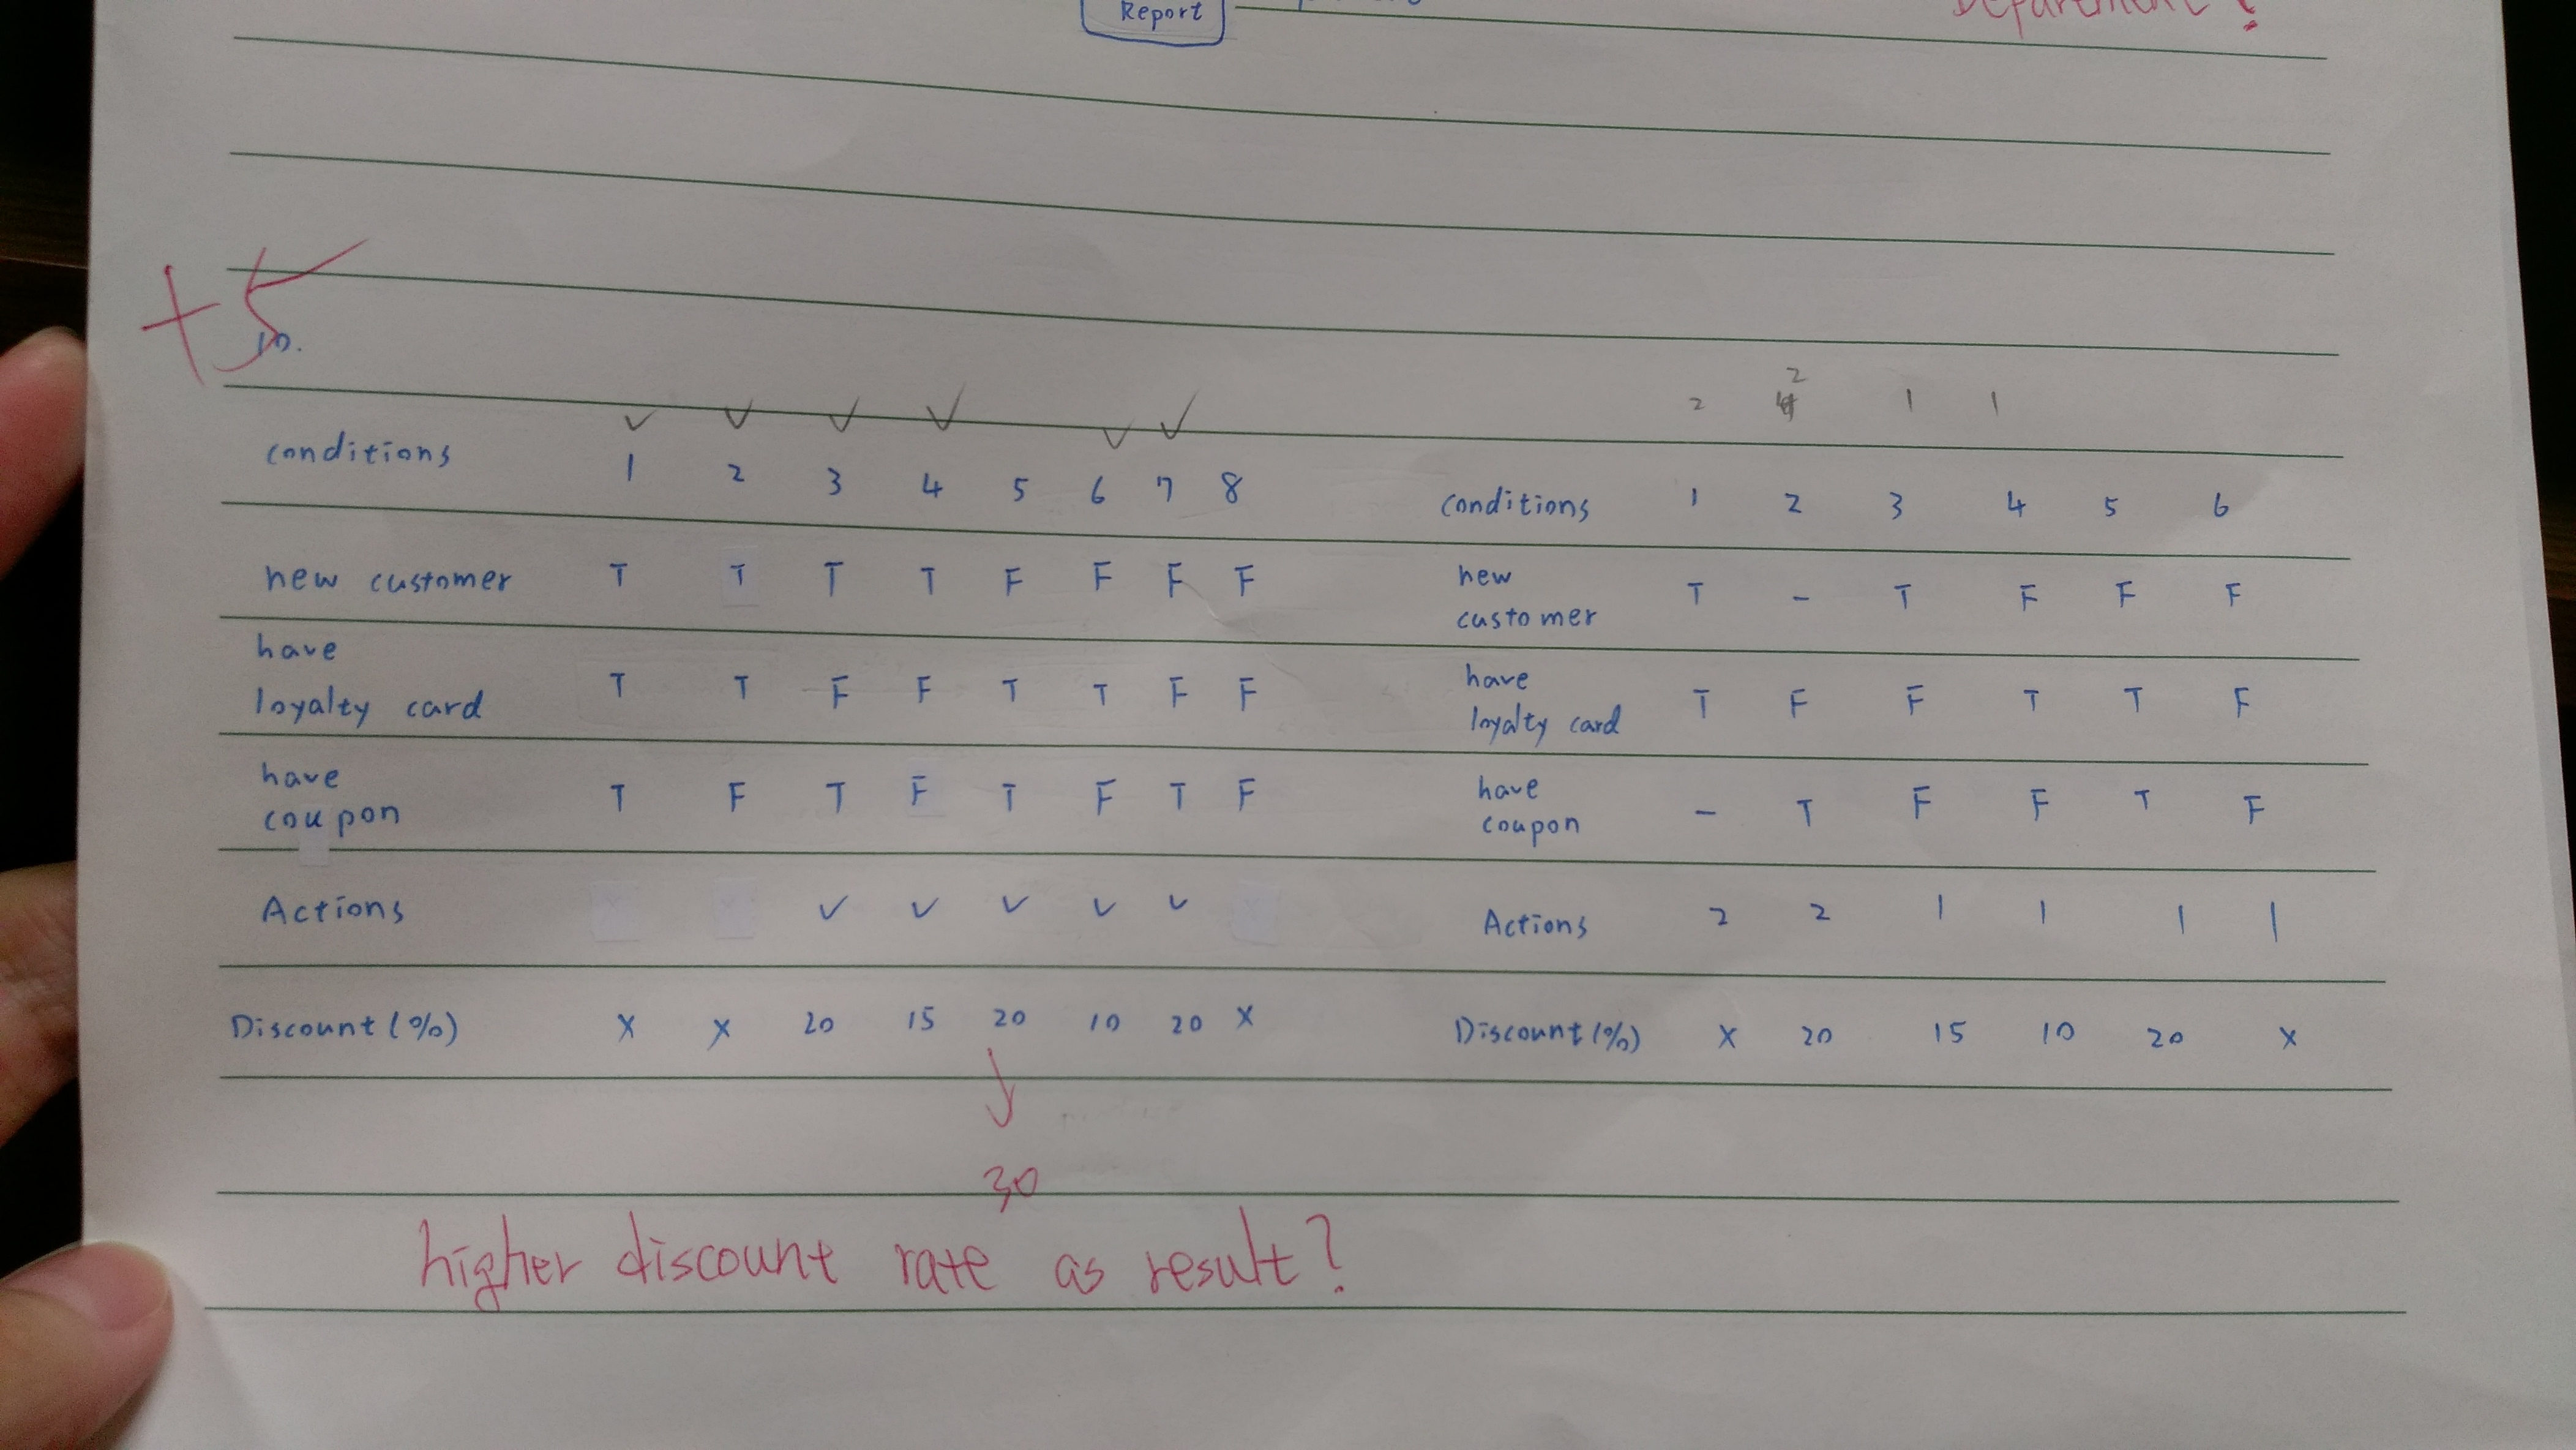 Report
Department?
+5
10.
2 2 1 1
conditions 1 2 3 4 5 6 7 8
new customer T T T T F F F F
have
loyalty card T T F F T T F F
have
coupon T F T F T F T F
Actions ✓ ✓ ✓ ✓ ✓
Discount (%) X X 20 15 20 10 20 X
conditions 1 2 3 4 5 6
new
customer T - T F F F
have
loyalty card T F F T T F
have
coupon - T F F T F
Actions 2 2 1 1 1 1
Discount (%) X 20 15 10 20 X
30
higher discount rate as result?